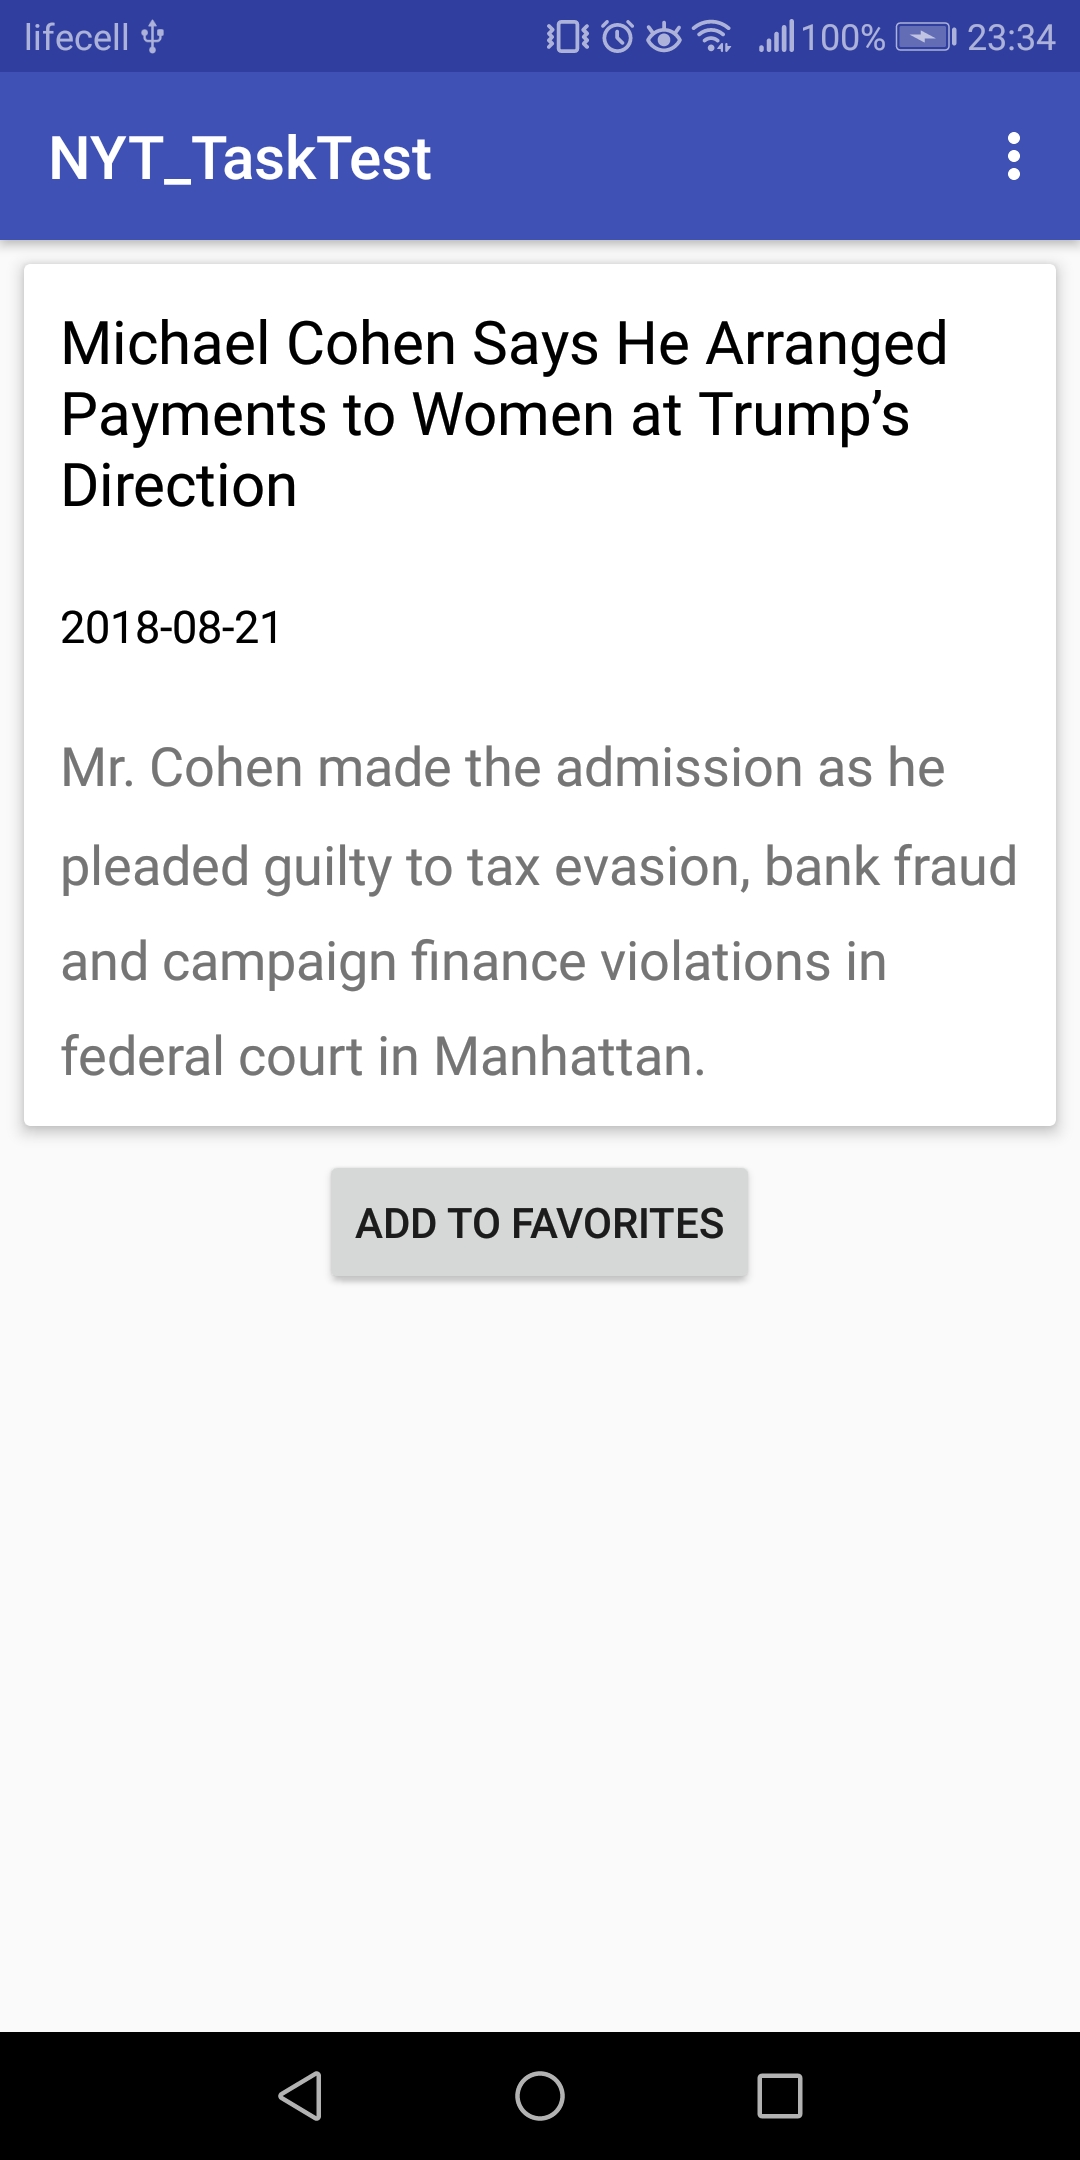 lifecell 100% 23:34
NYT_TaskTest
Michael Cohen Says He Arranged
Payments to Women at Trump’s
Direction
2018-08-21
Mr. Cohen made the admission as he
pleaded guilty to tax evasion, bank fraud
and campaign finance violations in
federal court in Manhattan.
ADD TO FAVORITES